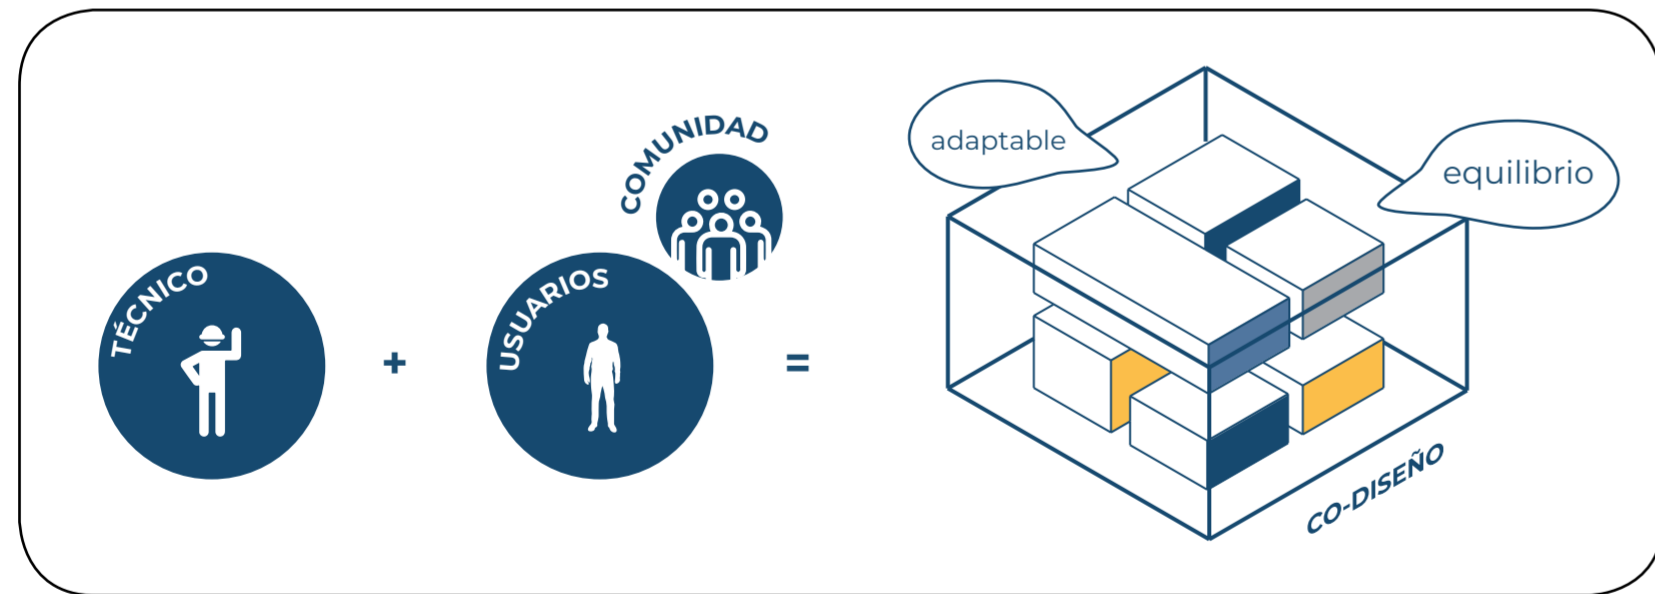 TÉCNICO
+
USUARIOS
COMUNIDAD
=
adaptable
equilibrio
CO-DISEÑO